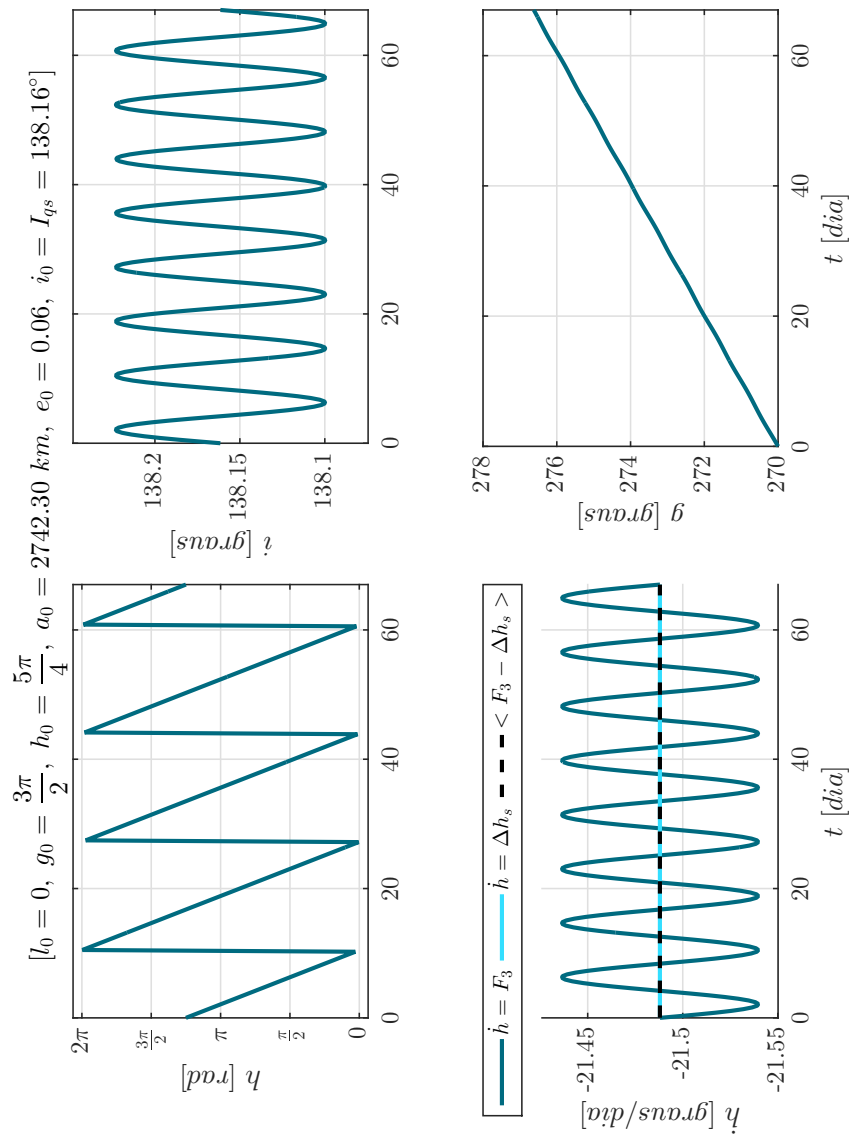 [l₀ = 0, g₀ = 3π/2, h₀ = 5π/4, a₀ = 2742.30 km, e₀ = 0.06, i₀ = I_qs = 138.16°]
h [rad]
2π
3π/2
π
π/2
0
0 20 40 60
i [graus]
138.2
138.15
138.1
0 20 40 60
ḣ = F₃ ḣ = Δh_s < F₃ − Δh_s >
ḣ [graus/dia]
-21.45
-21.5
-21.55
0 20 40 60
t [dia]
g [graus]
278
276
274
272
270
0 20 40 60
t [dia]